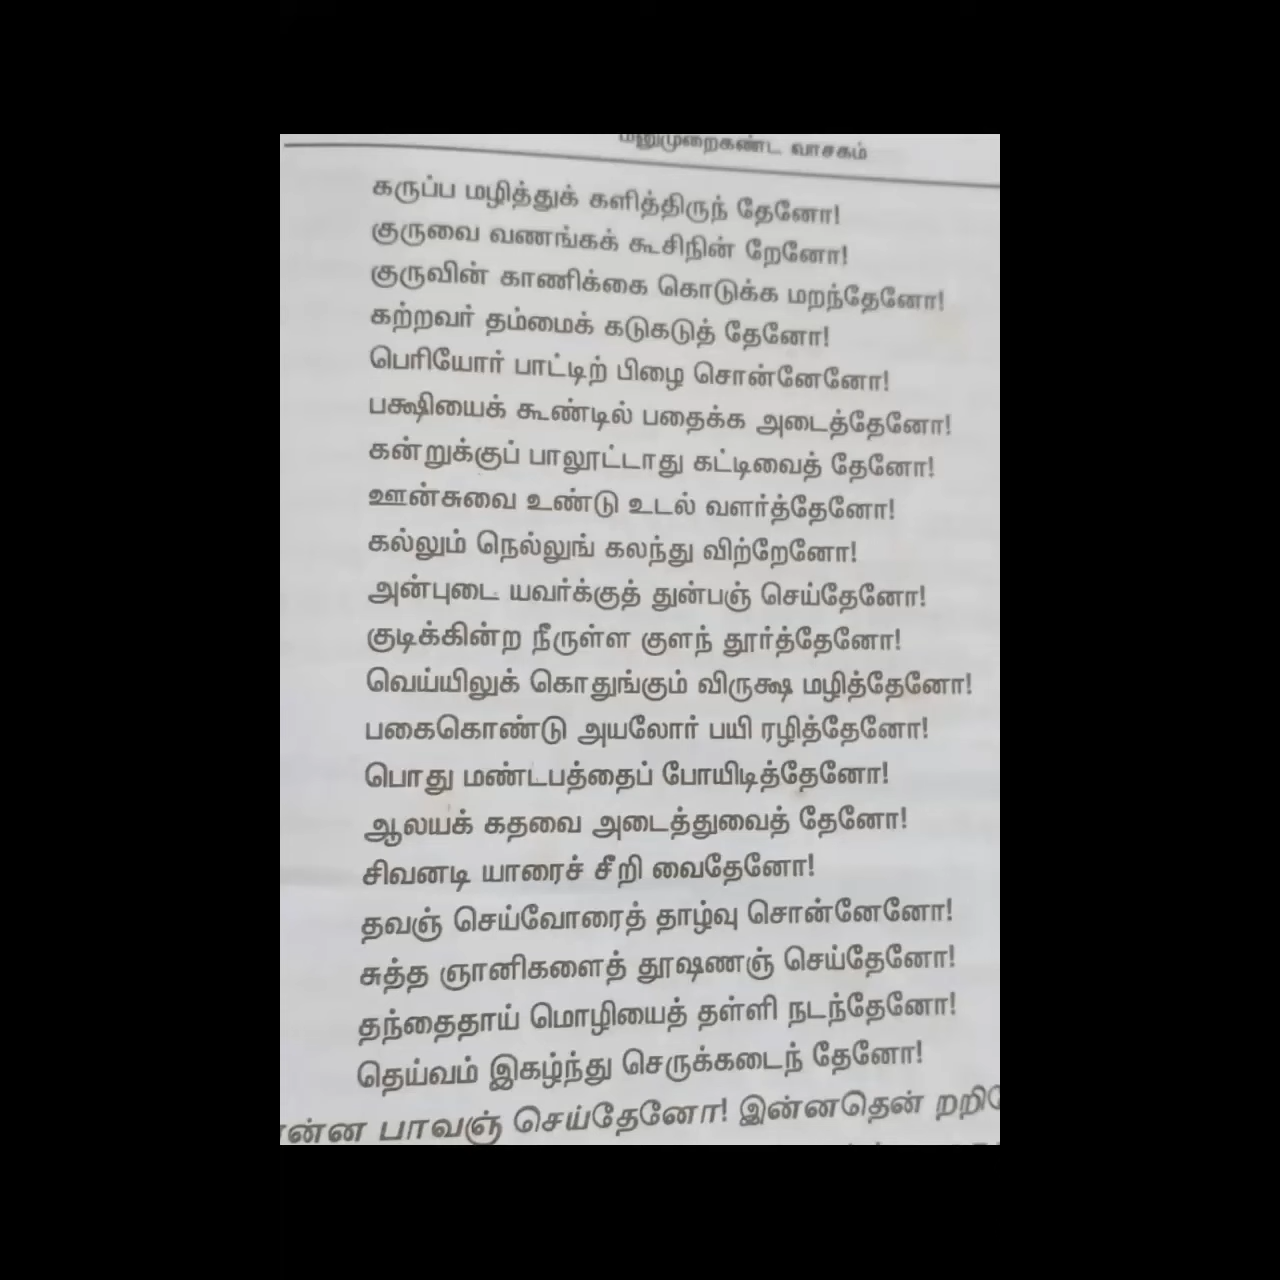 மனுமுறைகண்ட வாசகம்
கருப்ப மழித்துக் களித்திருந் தேனோ!
குருவை வணங்கக் கூசிநின் றேனோ!
குருவின் காணிக்கை கொடுக்க மறந்தேனோ!
கற்றவர் தம்மைக் கடுகடுத் தேனோ!
பெரியோர் பாட்டிற் பிழை சொன்னேனோ!
பக்ஷியைக் கூண்டில் பதைக்க அடைத்தேனோ!
கன்றுக்குப் பாலூட்டாது கட்டிவைத் தேனோ!
ஊன்சுவை உண்டு உடல் வளர்த்தேனோ!
கல்லும் நெல்லுங் கலந்து விற்றேனோ!
அன்புடை யவர்க்குத் துன்பஞ் செய்தேனோ!
குடிக்கின்ற நீருள்ள குளந் தூர்த்தேனோ!
வெய்யிலுக் கொதுங்கும் விருக்ஷ மழித்தேனோ!
பகைகொண்டு அயலோர் பயி ரழித்தேனோ!
பொது மண்டபத்தைப் போயிடித்தேனோ!
ஆலயக் கதவை அடைத்துவைத் தேனோ!
சிவனடி யாரைச் சீறி வைதேனோ!
தவஞ் செய்வோரைத் தாழ்வு சொன்னேனோ!
சுத்த ஞானிகளைத் தூஷணஞ் செய்தேனோ!
தந்தைதாய் மொழியைத் தள்ளி நடந்தேனோ!
தெய்வம் இகழ்ந்து செருக்கடைந் தேனோ!
பாவஞ் செய்தேனோ! இன்னதென்